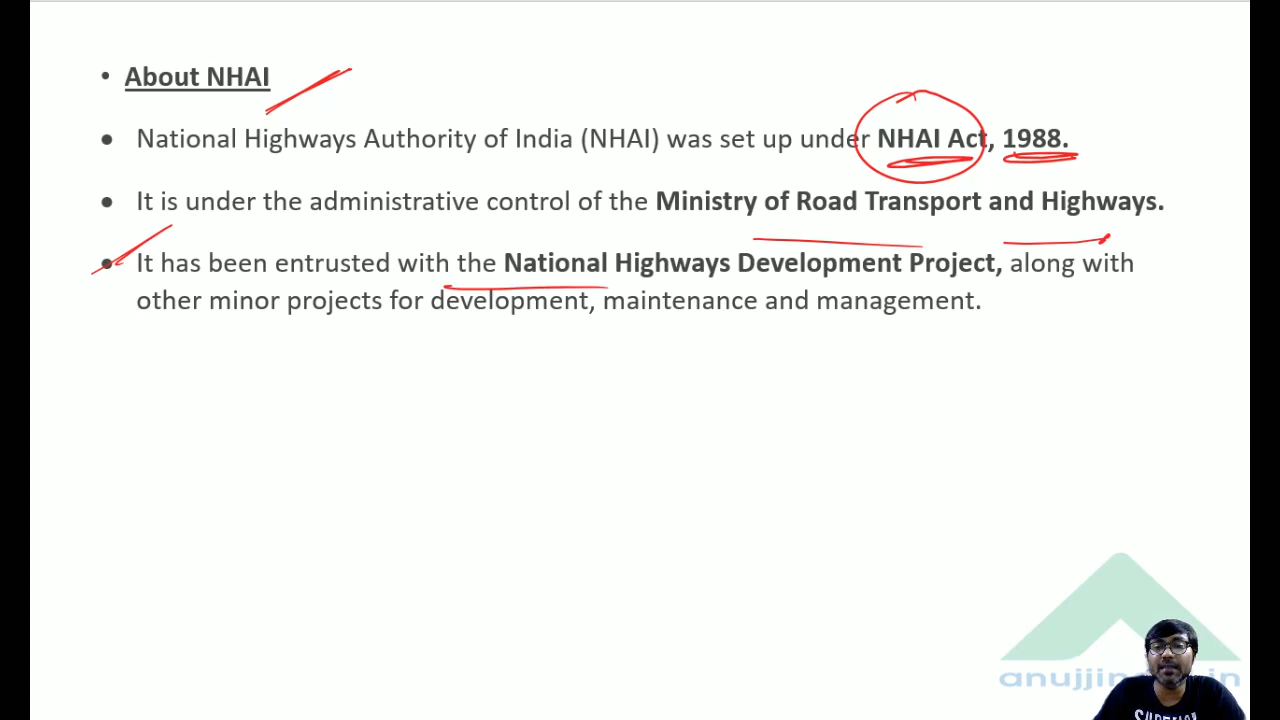 • About NHAI
● National Highways Authority of India (NHAI) was set up under NHAI Act, 1988.
● It is under the administrative control of the Ministry of Road Transport and Highways.
● It has been entrusted with the National Highways Development Project, along with
other minor projects for development, maintenance and management.